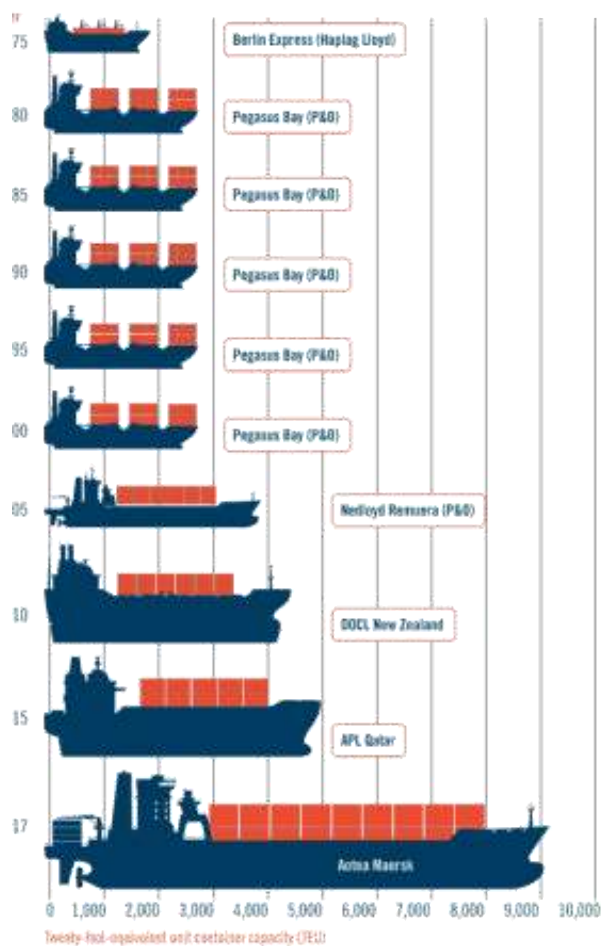 75
Berlin Express (Haplag Lloyd)
80
Pegasus Bay (P&O)
85
Pegasus Bay (P&O)
90
Pegasus Bay (P&O)
95
Pegasus Bay (P&O)
00
Pegasus Bay (P&O)
05
Nedloyd Remuera (P&O)
10
OOCL New Zealand
15
APL Qatar
17
Aotea Maersk
0 1,000 2,000 3,000 4,000 5,000 6,000 7,000 8,000 9,000 10,000
Twenty-foot-equivalent unit container capacity (TEU)